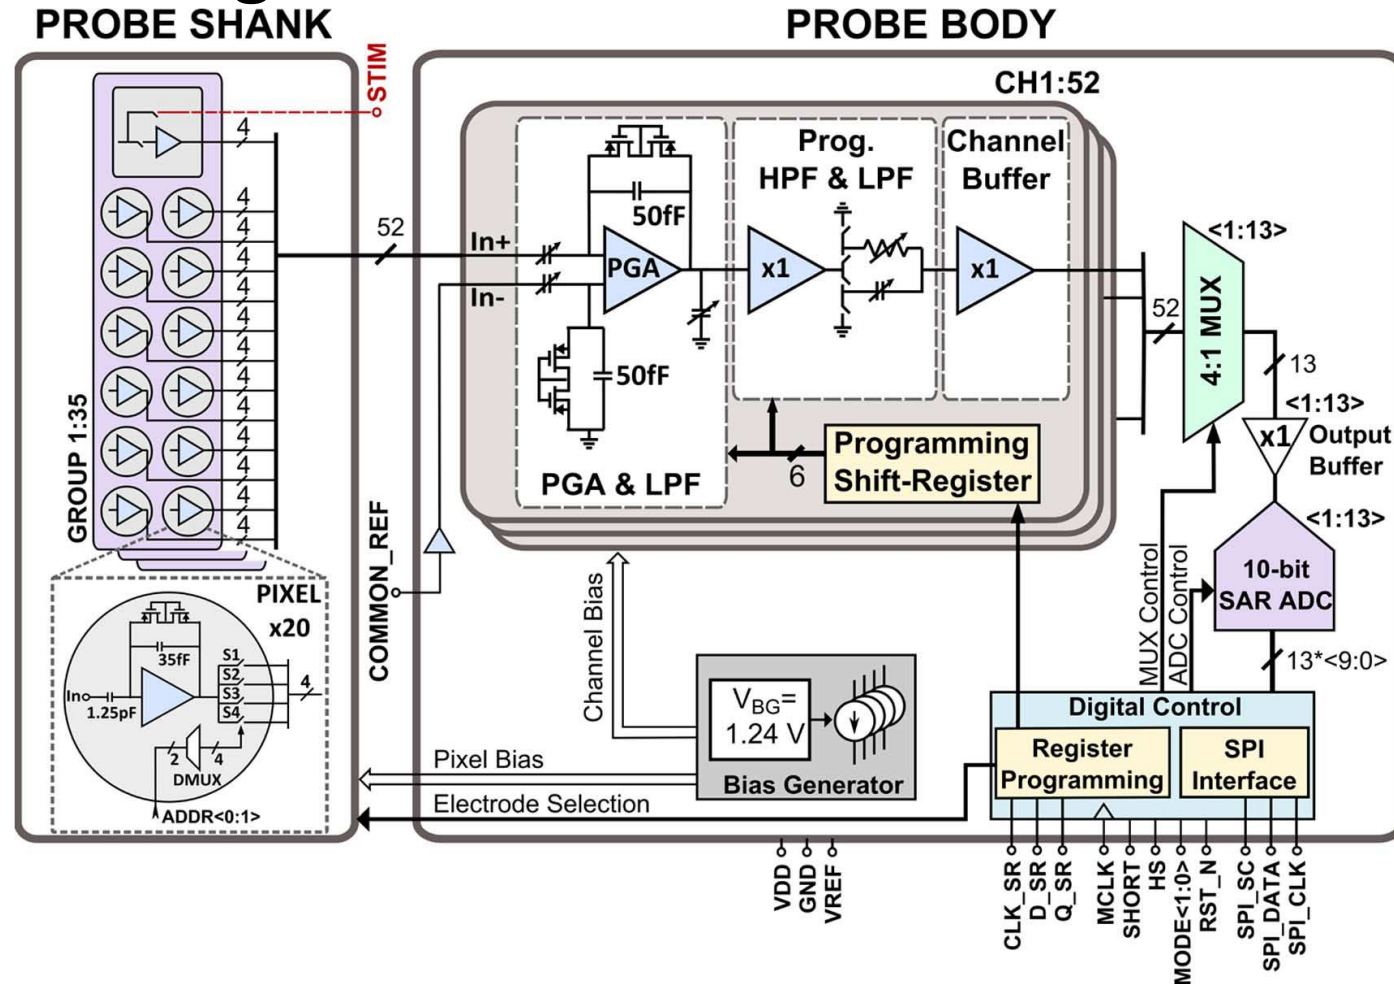 PROBE SHANK
PROBE BODY
STIM
CH1:52
4
4
4
4
4
4
4
4
4
4
4
4
4
GROUP 1:35
52
In+
In-
50fF
PGA
50fF
PGA & LPF
Prog.
HPF & LPF
x1
Channel
Buffer
x1
6
Programming
Shift-Register
52
<1:13>
4:1 MUX
13
<1:13>
x1
Output
Buffer
<1:13>
10-bit
SAR ADC
13*<9:0>
MUX Control
ADC Control
COMMON_REF
Channel Bias
PIXEL
x20
35fF
In
1.25pF
S1
S2
S3
S4
4
2
4
DMUX
ADDR<0:1>
VBG=
1.24 V
Bias Generator
Pixel Bias
Electrode Selection
Digital Control
Register
Programming
SPI
Interface
VDD
GND
VREF
CLK_SR
D_SR
Q_SR
MCLK
SHORT
HS
MODE<1:0>
RST_N
SPI_SC
SPI_DATA
SPI_CLK